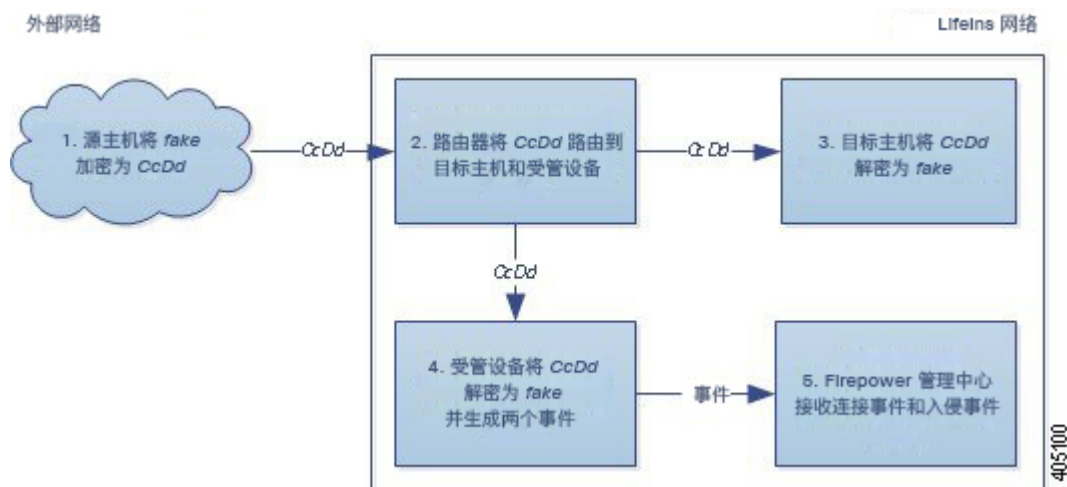 外部网络
LifeIns 网络
1. 源主机将 fake
加密为 CcDd
CcDd
2. 路由器将 CcDd 路由到
目标主机和受管设备
CcDd
3. 目标主机将 CcDd
解密为 fake
CcDd
4. 受管设备将 CcDd
解密为 fake
并生成两个事件
事件
5. Firepower 管理中心
接收连接事件和入侵事件
405100